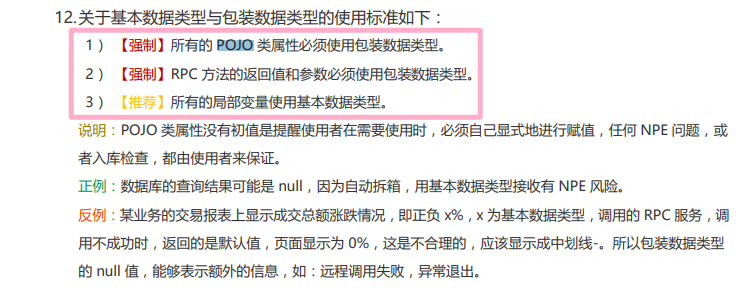 12.关于基本数据类型与包装数据类型的使用标准如下：
1）【强制】所有的 POJO 类属性必须使用包装数据类型。
2）【强制】RPC 方法的返回值和参数必须使用包装数据类型。
3）【推荐】所有的局部变量使用基本数据类型。
说明：POJO 类属性没有初值是提醒使用者在需要使用时，必须自己显式地进行赋值，任何 NPE 问题，或
者入库检查，都由使用者来保证。
正例：数据库的查询结果可能是 null，因为自动拆箱，用基本数据类型接收有 NPE 风险。
反例：某业务的交易报表上显示成交总额涨跌情况，即正负 x%，x 为基本数据类型，调用的 RPC 服务，调
用不成功时，返回的是默认值，页面显示为 0%，这是不合理的，应该显示成中划线-。所以包装数据类型
的 null 值，能够表示额外的信息，如：远程调用失败，异常退出。